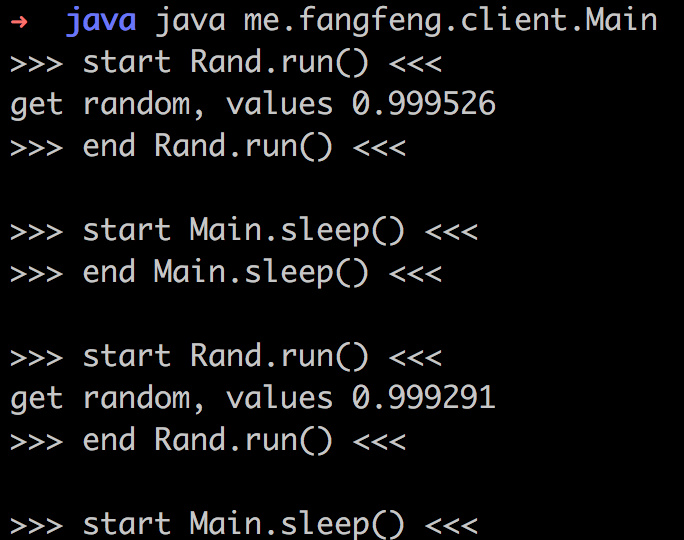 → java java me.fangfeng.client.Main
>>> start Rand.run() <<<
get random, values 0.999526
>>> end Rand.run() <<<
>>> start Main.sleep() <<<
>>> end Main.sleep() <<<
>>> start Rand.run() <<<
get random, values 0.999291
>>> end Rand.run() <<<
>>> start Main.sleep() <<<